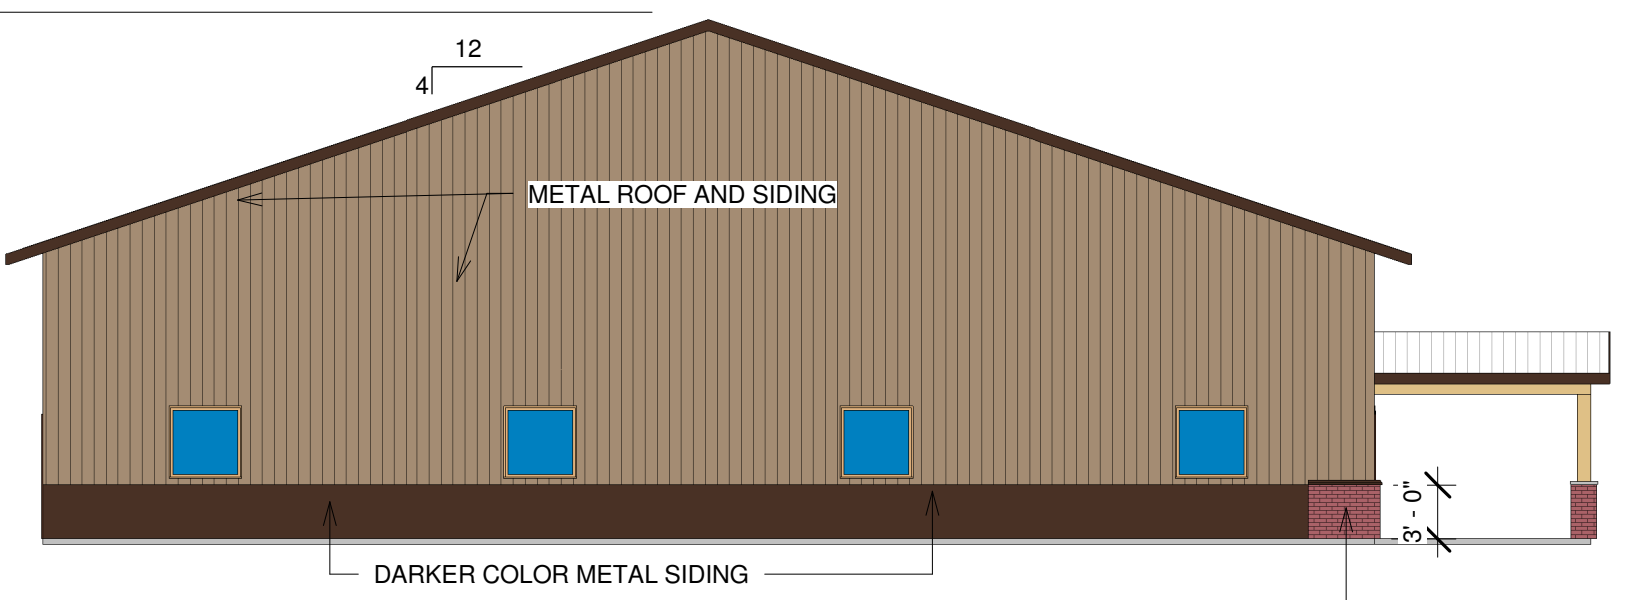 12
4
METAL ROOF AND SIDING
3' - 0"
DARKER COLOR METAL SIDING